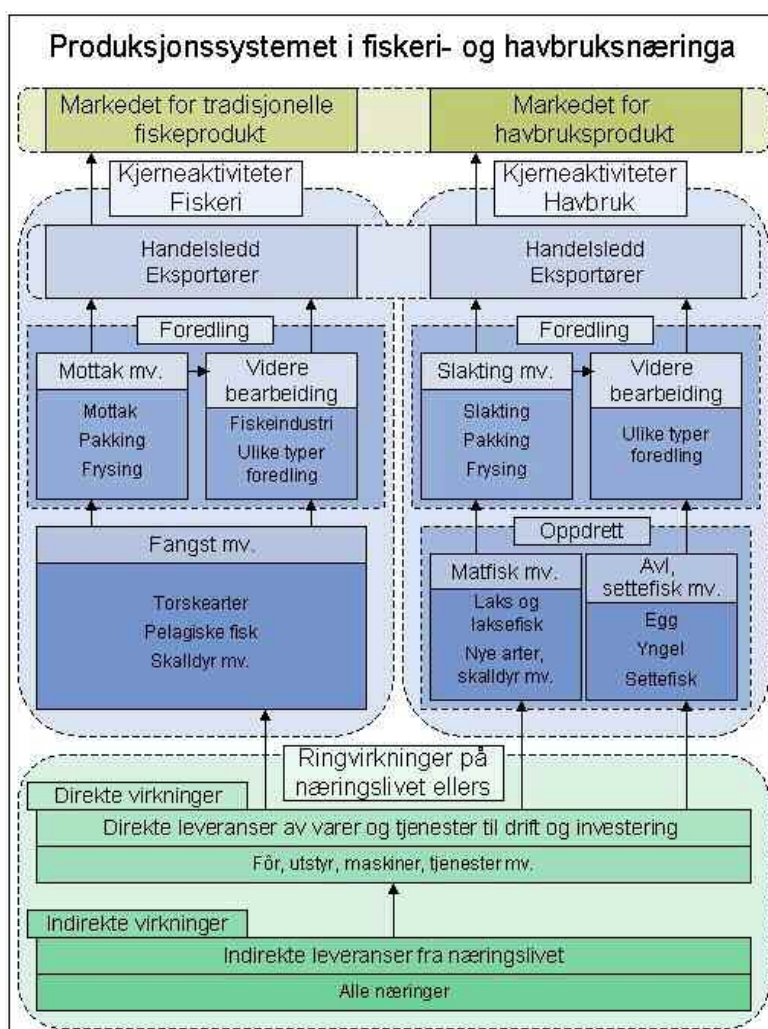 Produksjonssystemet i fiskeri- og havbruksnæringa
Markedet for tradisjonelle
fiskeprodukt
Markedet for
havbruksprodukt
Kjerneaktiviteter
Fiskeri
Kjerneaktiviteter
Havbruk
Handelsledd
Eksportører
Handelsledd
Eksportører
Foredling
Foredling
Mottak mv.
Mottak
Pakking
Frysing
Videre
bearbeiding
Fiskeindustri
Ulike typer
foredling
Slakting mv.
Slakting
Pakking
Frysing
Videre
bearbeiding
Ulike typer
foredling
Fangst mv.
Torskearter
Pelagiske fisk
Skalldyr mv.
Oppdrett
Matfisk mv.
Laks og
laksefisk
Nye arter,
skalldyr mv.
Avl,
settefisk mv.
Egg
Yngel
Settefisk
Ringvirkninger på
næringslivet ellers
Direkte virkninger
Direkte leveranser av varer og tjenester til drift og investering
Fôr, utstyr, maskiner, tjenester mv.
Indirekte virkninger
Indirekte leveranser fra næringslivet
Alle næringer